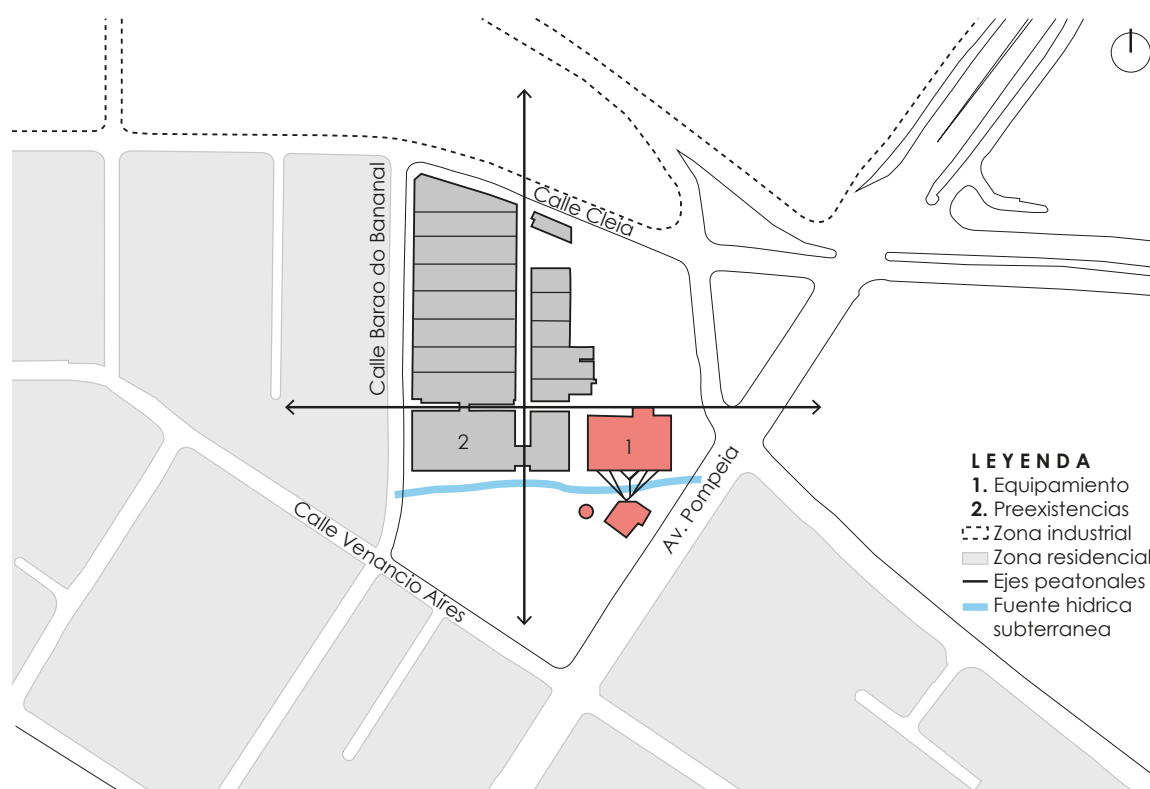 Calle Barao do Bananal
Calle Cleia
2
1
Av. Pompeia
Calle Venancio Aires
LEYENDA
1. Equipamiento
2. Preexistencias
Zona industrial
Zona residencial
Ejes peatonales
Fuente hidrica
subterranea